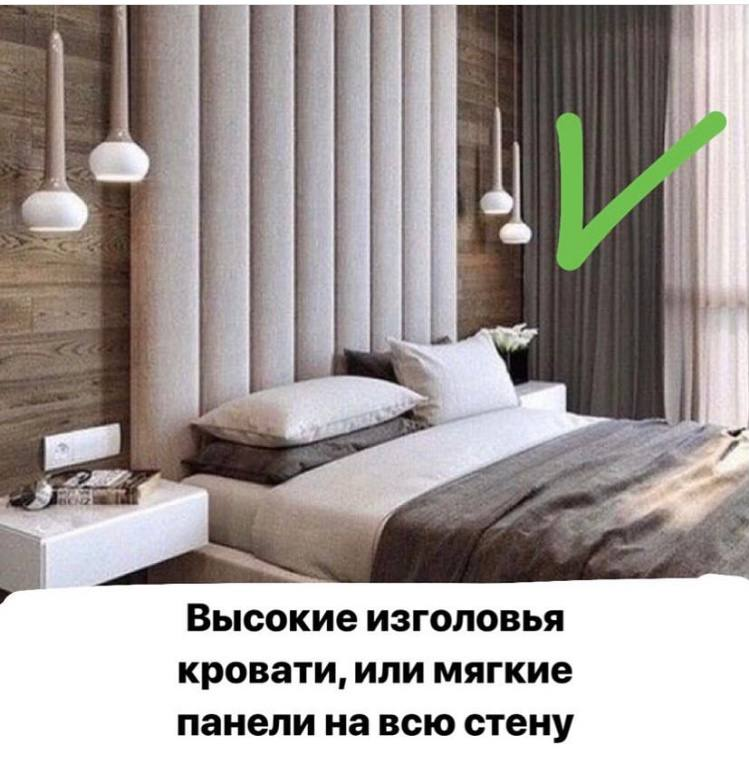 Высокие изголовья
кровати, или мягкие
панели на всю стену